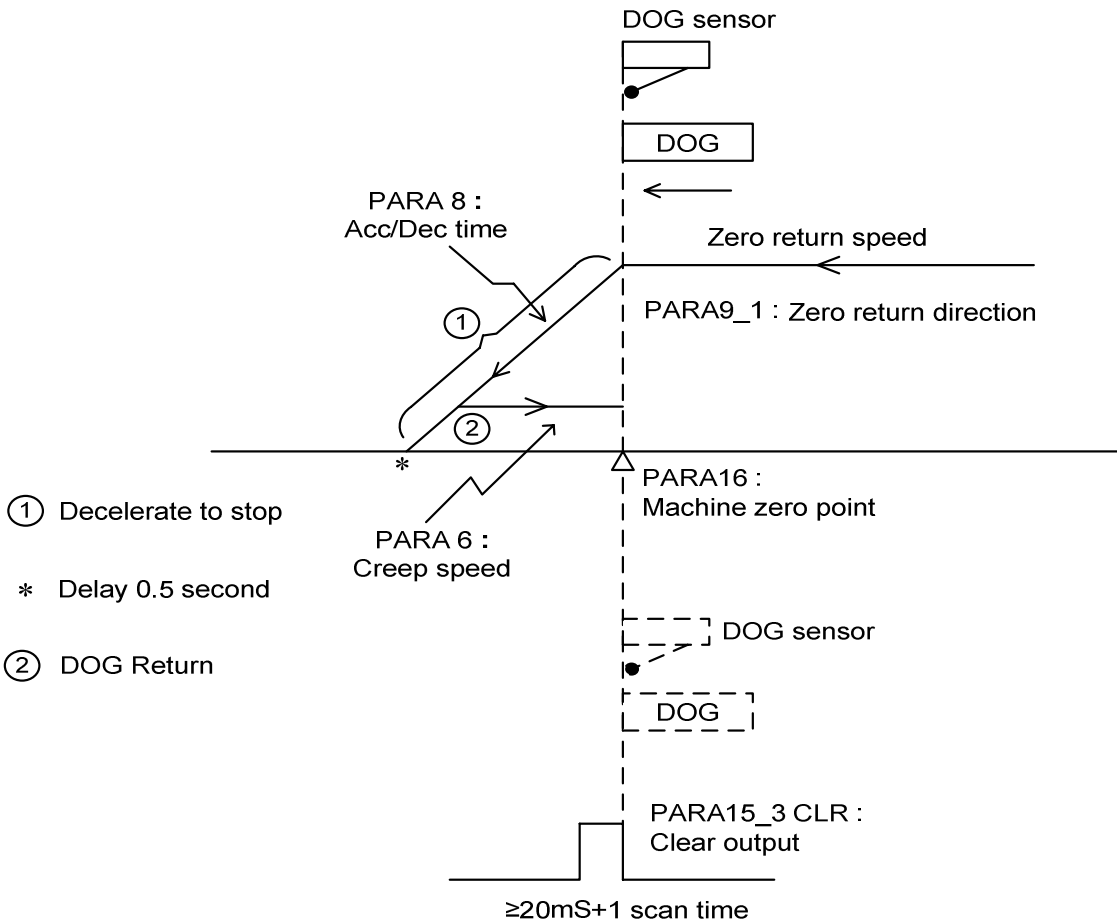 DOG sensor
DOG
PARA 8 :
Acc/Dec time
Zero return speed
①
PARA9_1 : Zero return direction
②
*
PARA16 :
Machine zero point
① Decelerate to stop
PARA 6 :
Creep speed
* Delay 0.5 second
DOG sensor
② DOG Return
DOG
PARA15_3 CLR :
Clear output
≥20mS+1 scan time